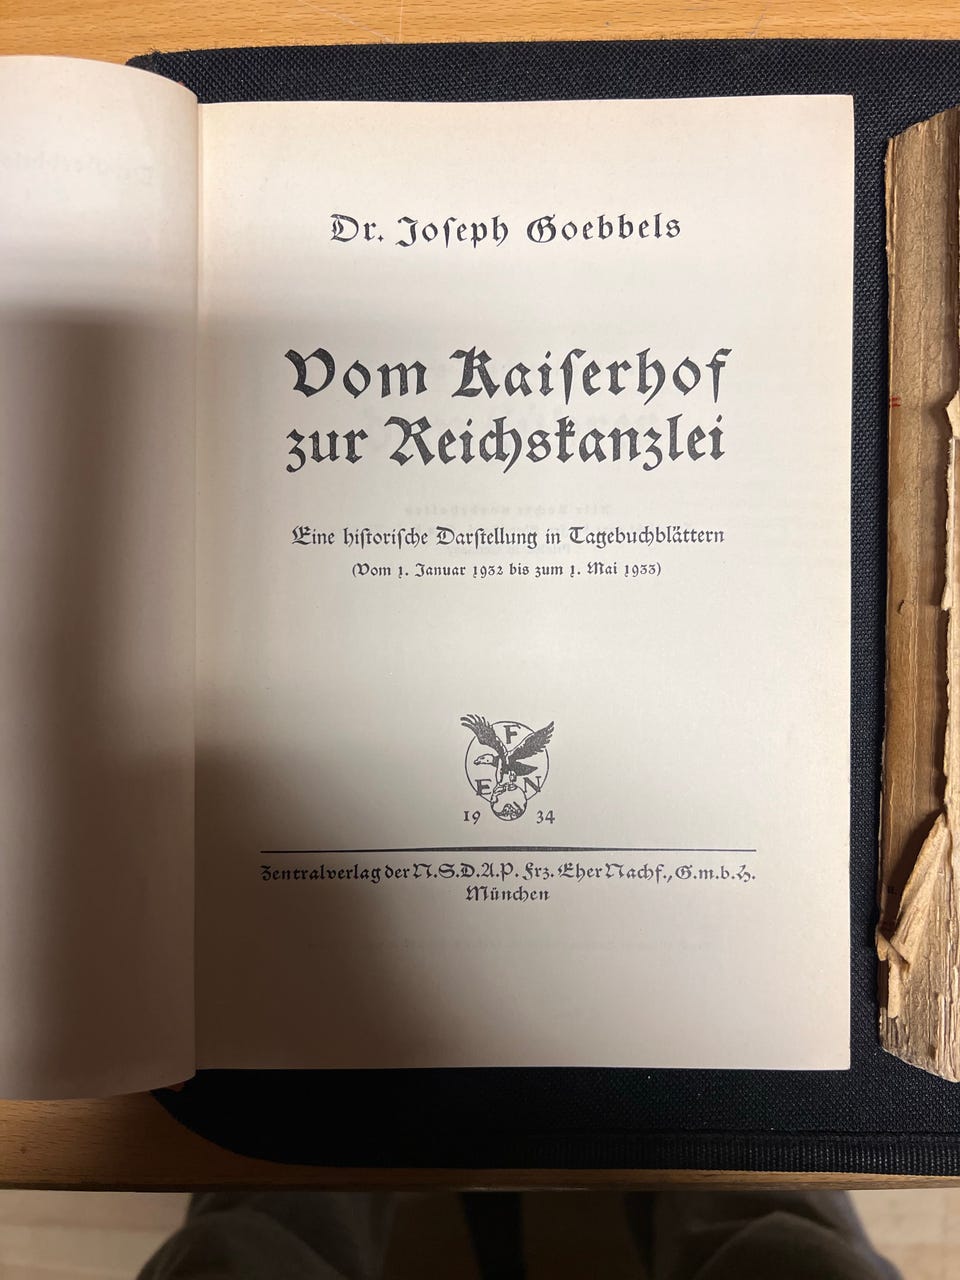 Dr. Joseph Goebbels
Vom Kaiserhof
zur Reichskanzlei
Eine historische Darstellung in Tagebuchblättern
(Vom 1. Januar 1932 bis zum 1. Mai 1933)
F
E N
19 34
Zentralverlag der N.S.D.A.P. Frz. Eher Nachf., G.m.b.H.
München